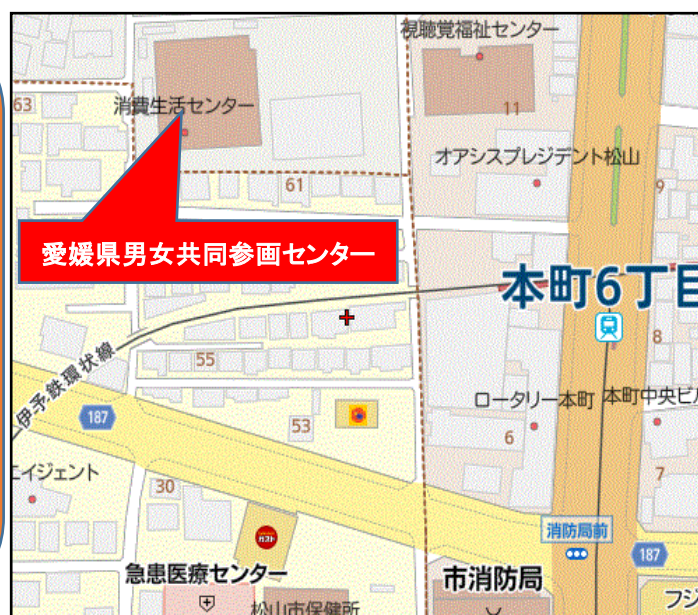 視聴覚福祉センター
63
消費生活センター
11
オアシスプレジデント松山
61
9
愛媛県男女共同参画センター
本町6丁目
8
伊予鉄環状線
55
ロータリー本町
本町中央ビル
187
53
6
エイジェント
7
30
消防局前
ガスト
187
急患医療センター
市消防局
松山市保健所
フジ